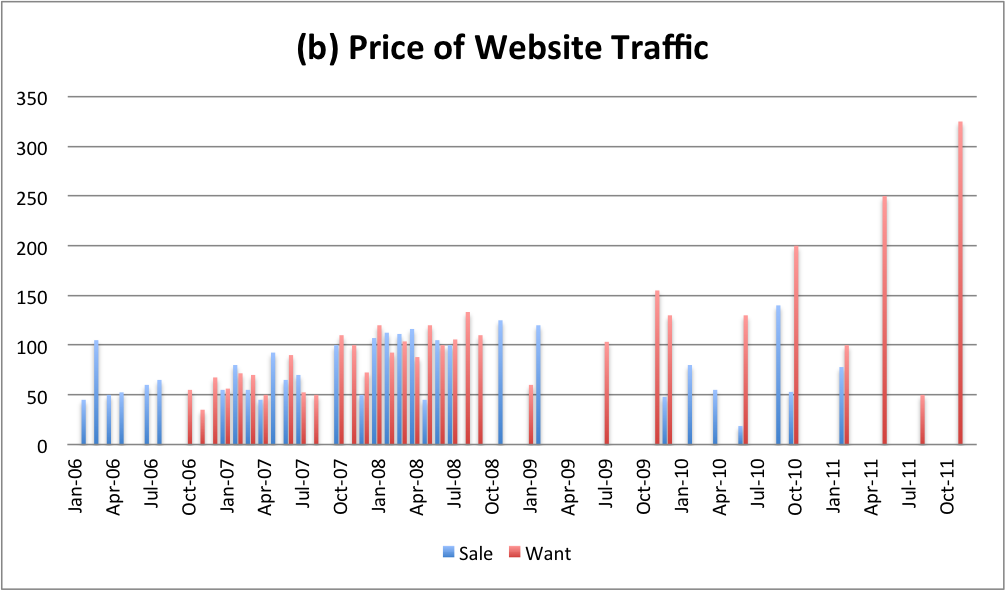 (b) Price of Website Traffic
350
300
250
200
150
100
50
0
Jan-06 Apr-06 Jul-06 Oct-06 Jan-07 Apr-07 Jul-07 Oct-07 Jan-08 Apr-08 Jul-08 Oct-08 Jan-09 Apr-09 Jul-09 Oct-09 Jan-10 Apr-10 Jul-10 Oct-10 Jan-11 Apr-11 Jul-11 Oct-11
Sale Want